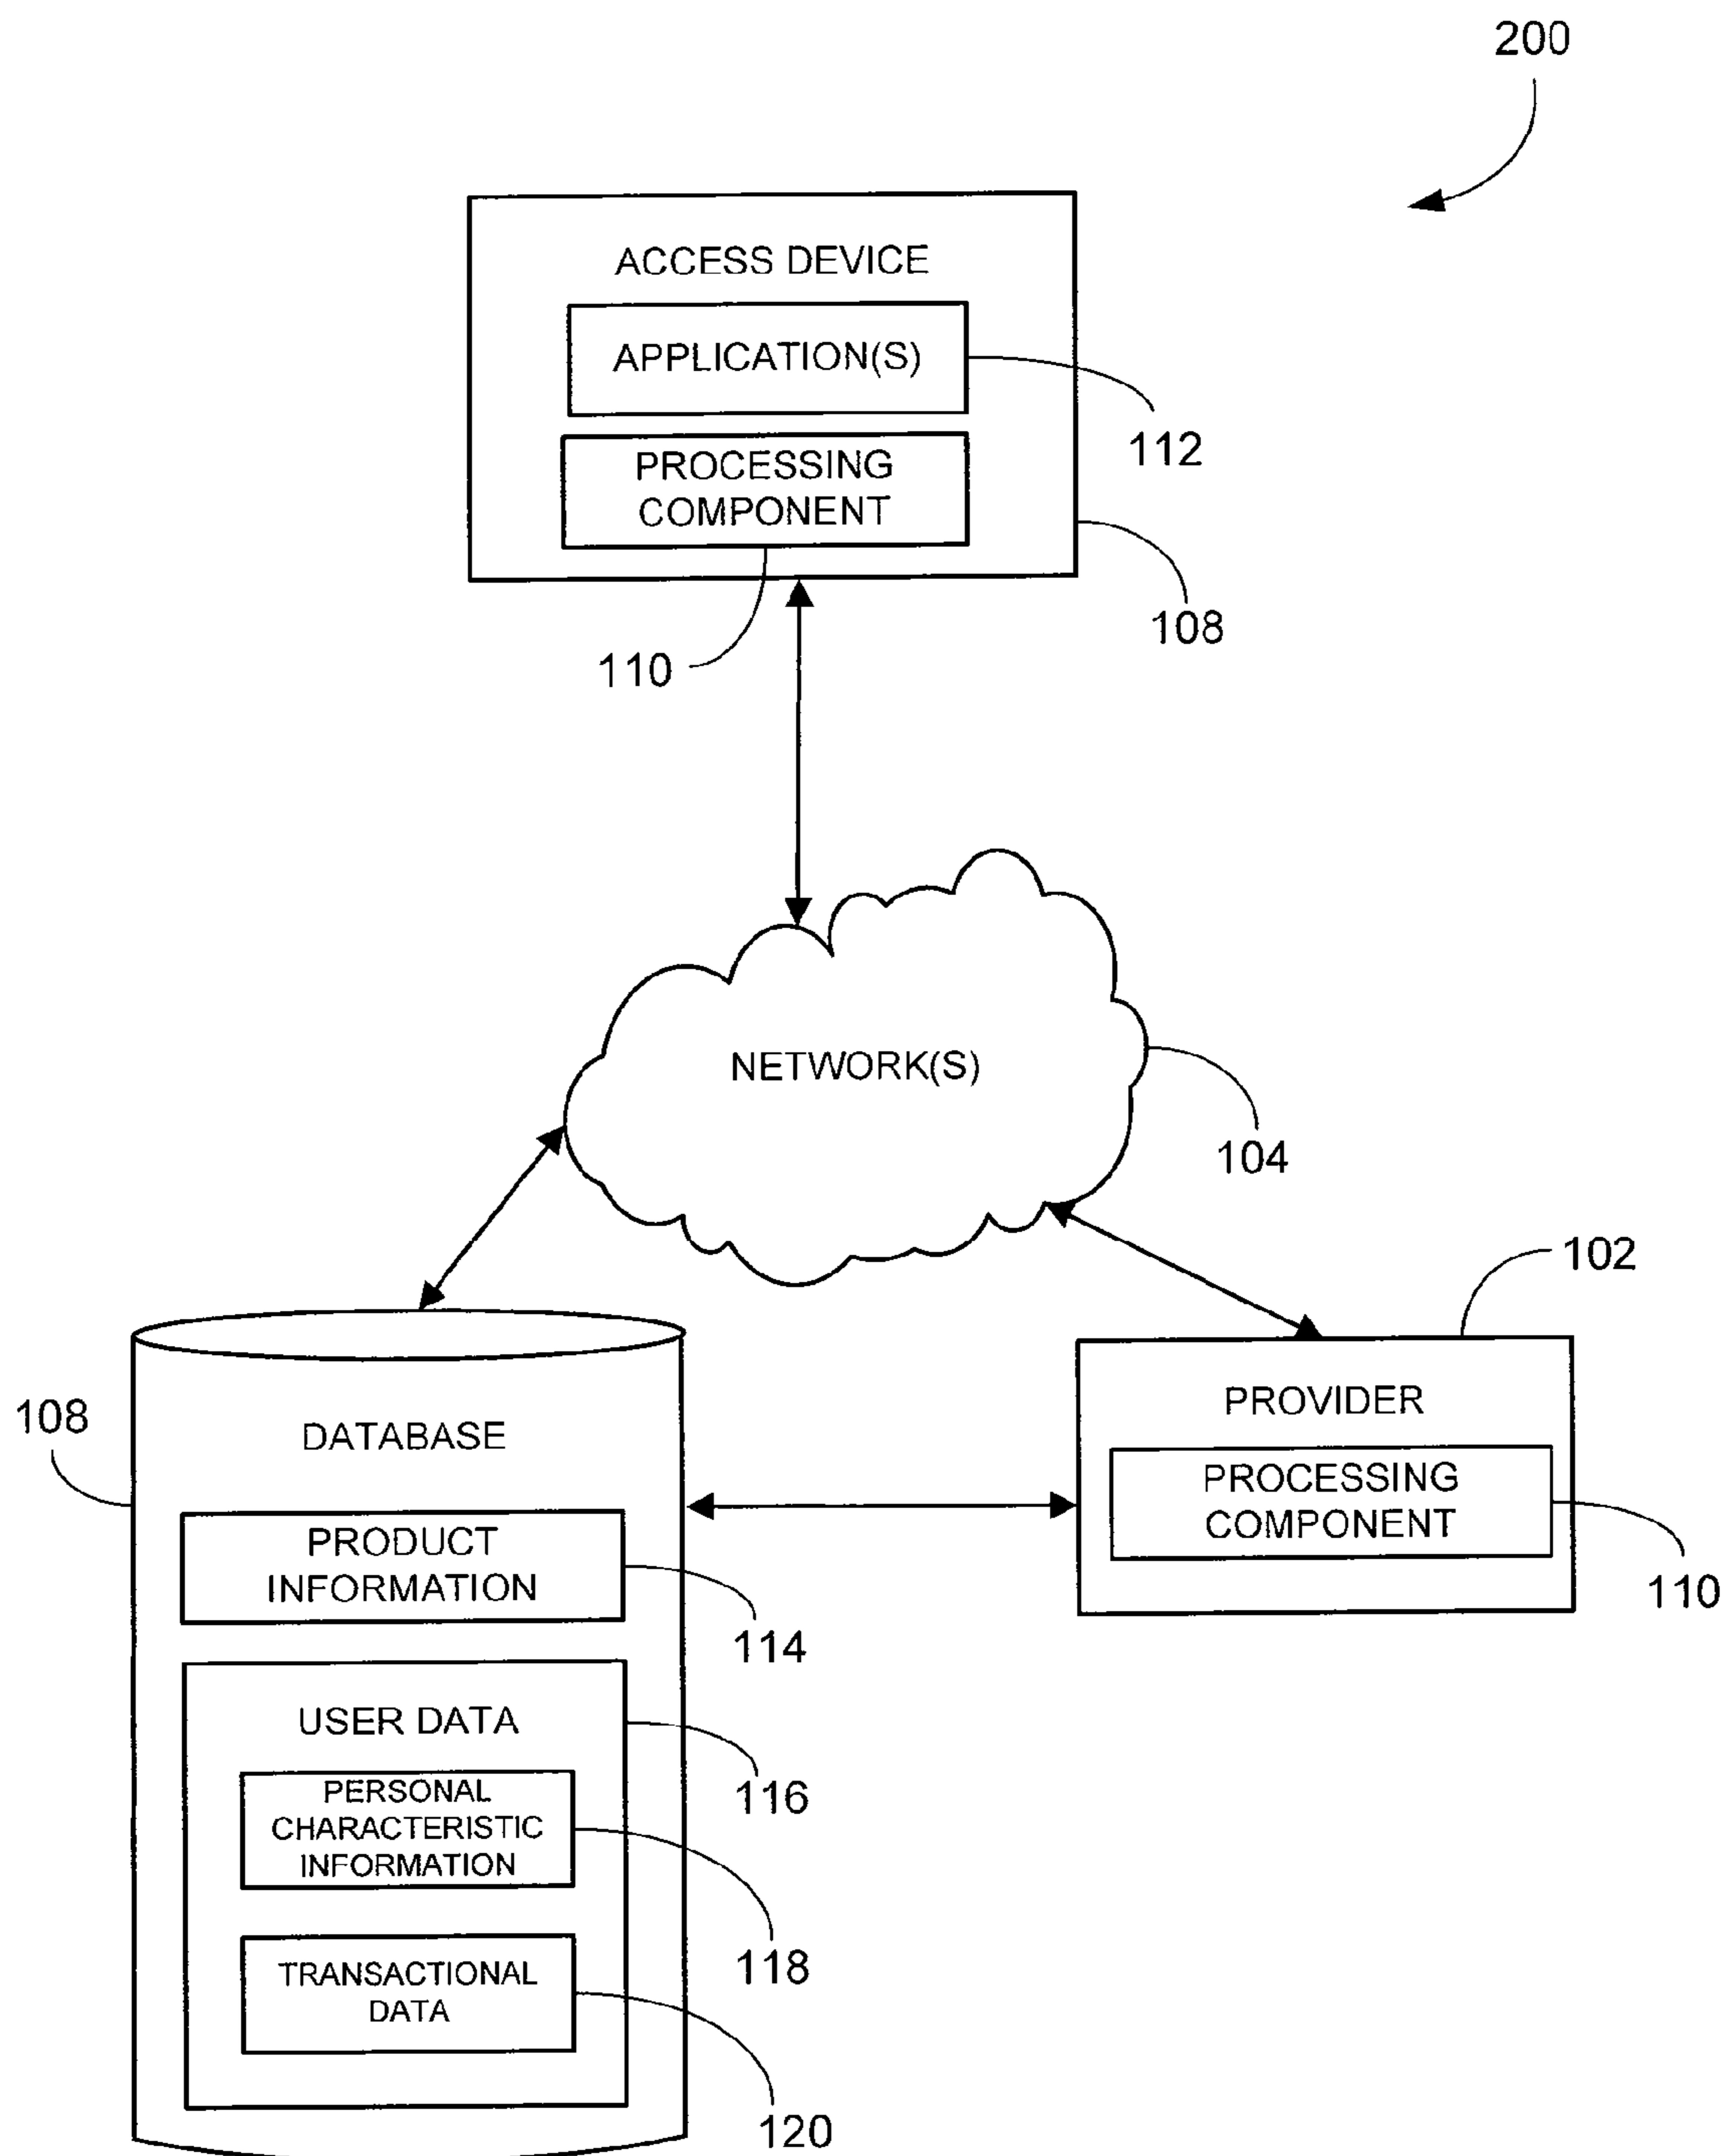 200
ACCESS DEVICE
APPLICATION(S)
112
PROCESSING
COMPONENT
108
110
NETWORK(S)
104
102
PROVIDER
PROCESSING
COMPONENT
110
108
DATABASE
PRODUCT
INFORMATION
114
USER DATA
116
PERSONAL
CHARACTERISTIC
INFORMATION
118
TRANSACTIONAL
DATA
120